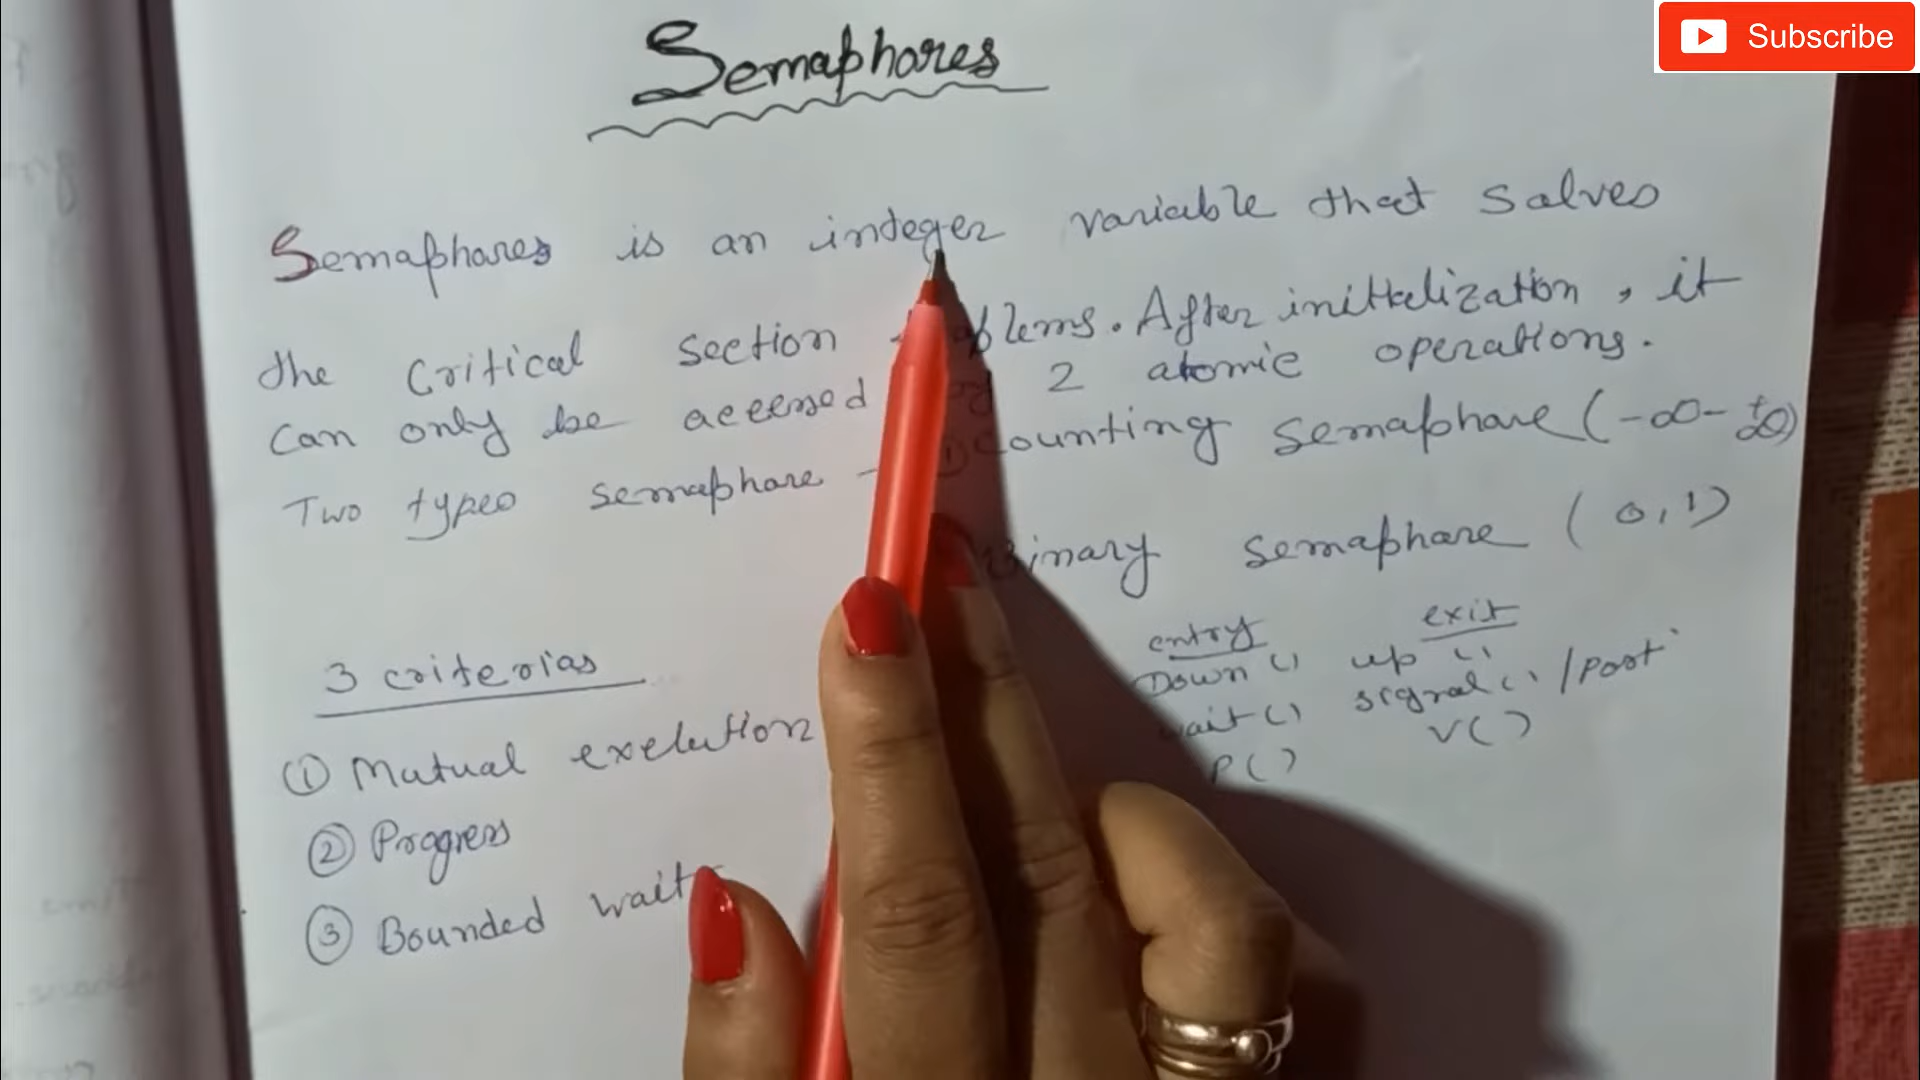 Subscribe
Semaphores
Semaphores is an integer variable that solves
the critical section problems. After initialization, it
can only be accessed 2 atomic operations.
Two types semaphore - ① Counting semaphore (-∞ - +∞)
Binary semaphore (0,1)
entry exit
Down () up ()
wait () signal () / post
P() V()
3 criterias
① Mutual exclution
② Progress
③ Bounded wait